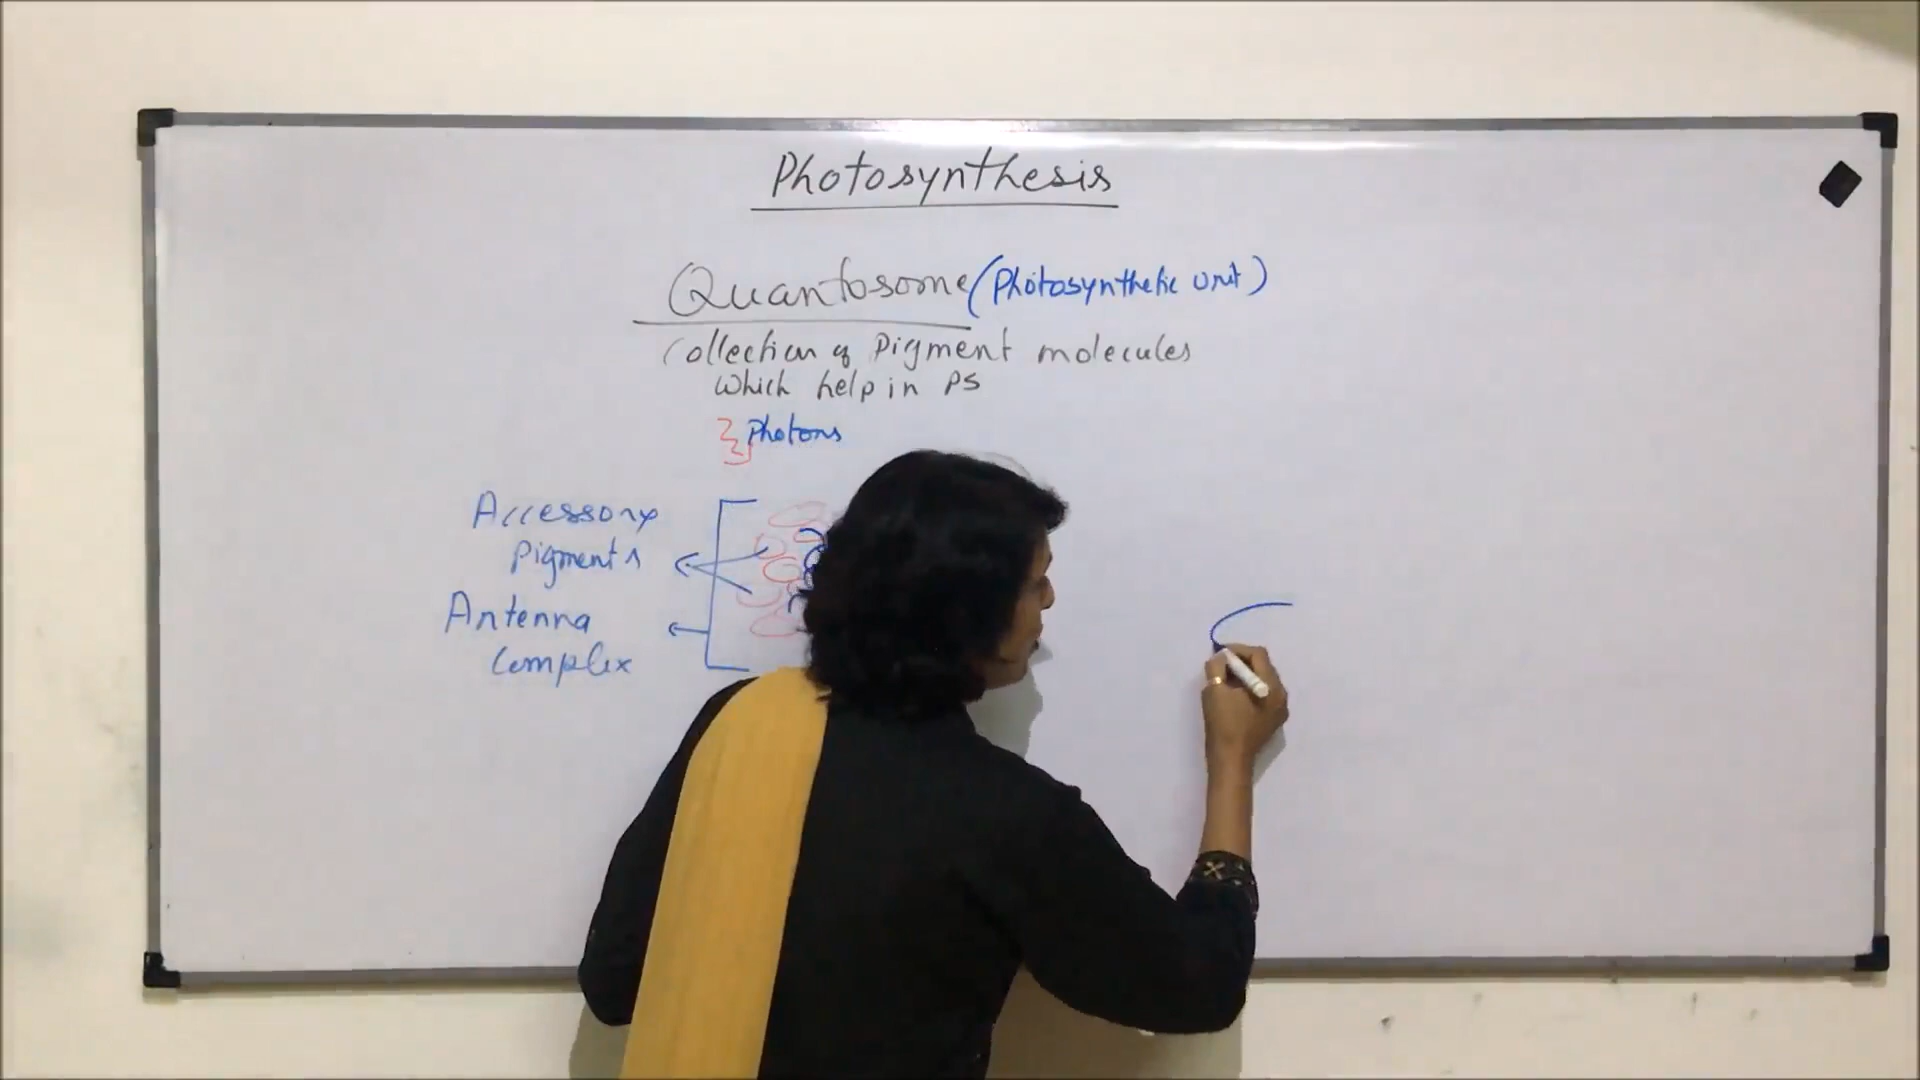 Photosynthesis
Quantosome (Photosynthetic unit)
Collection of Pigment molecules
which help in PS
Photons
Accessory
Pigments
Antenna
Complex